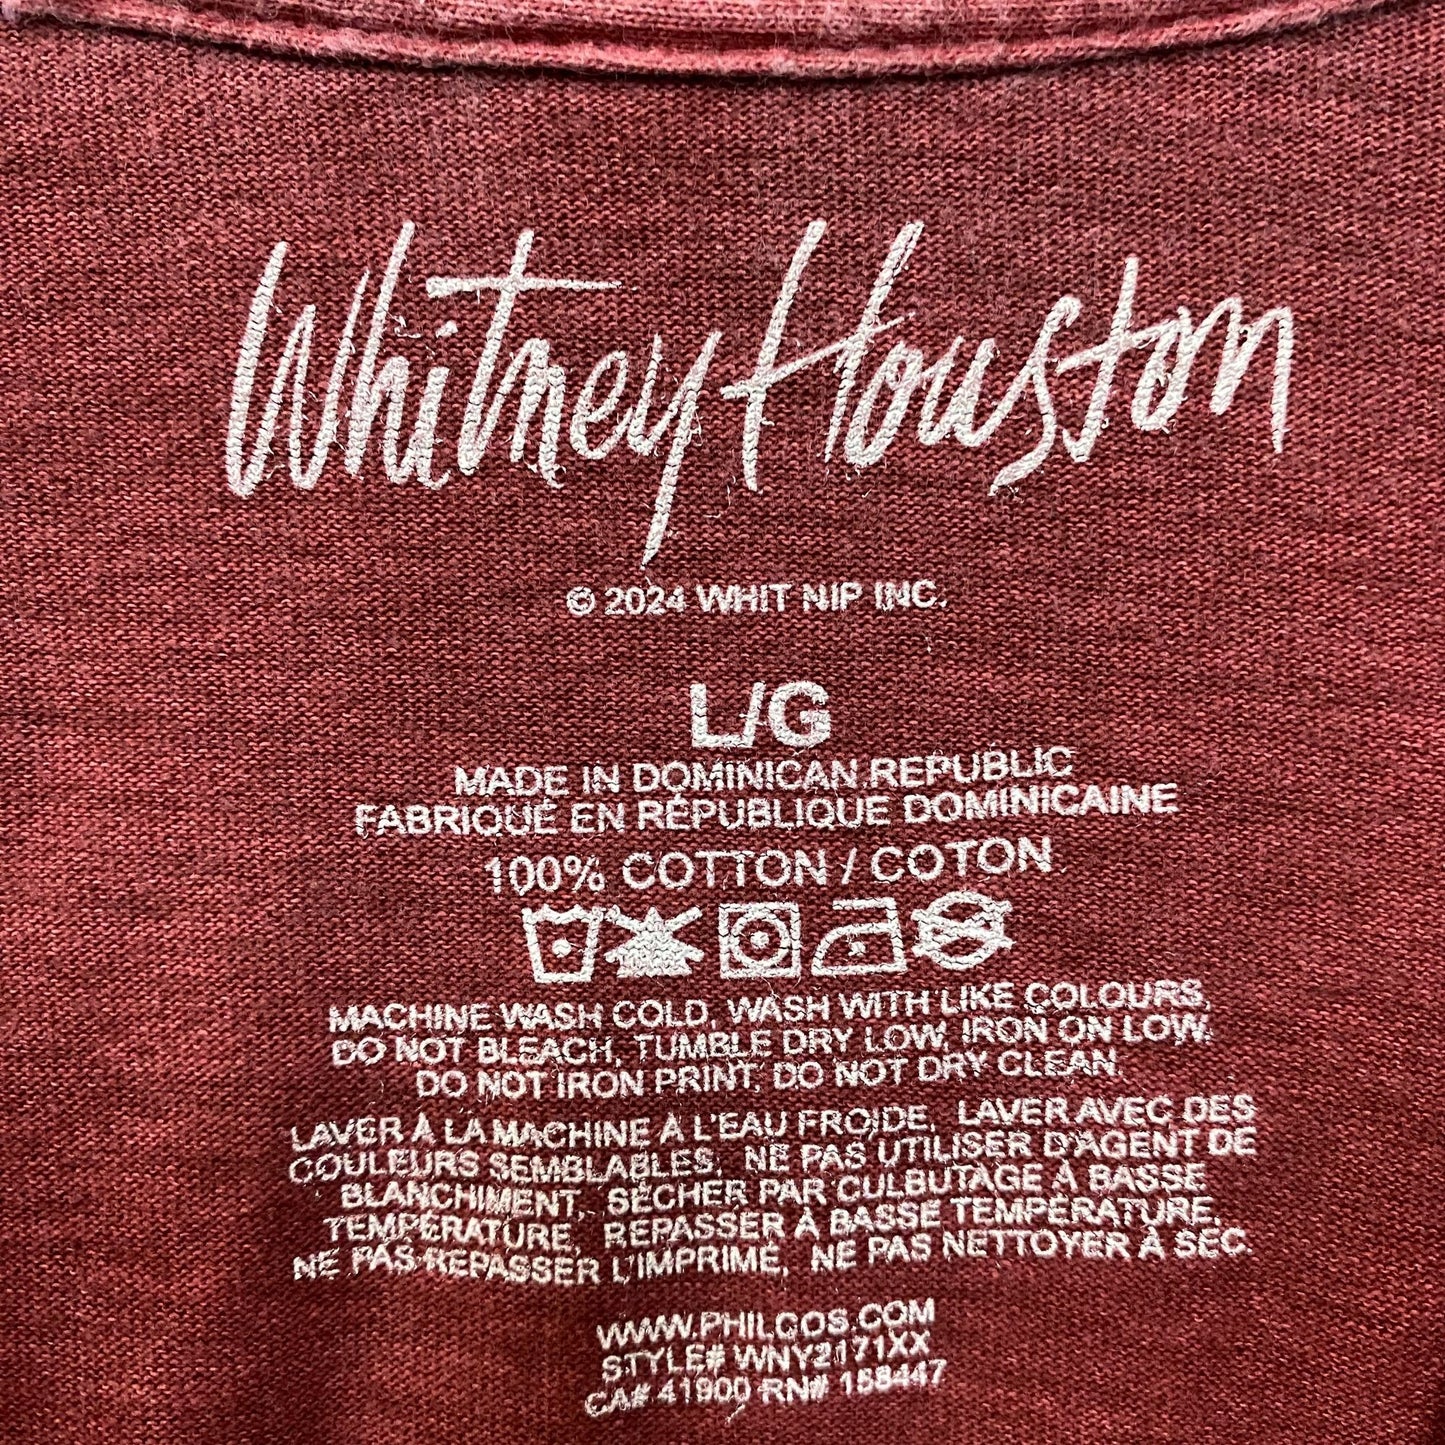 Whitney Houston
© 2024 WHIT NIP INC.
L/G
MADE IN DOMINICAN REPUBLIC
FABRIQUÉ EN RÉPUBLIQUE DOMINICAINE
100% COTTON / COTON
MACHINE WASH COLD, WASH WITH LIKE COLOURS,
DO NOT BLEACH, TUMBLE DRY LOW, IRON ON LOW.
DO NOT IRON PRINT, DO NOT DRY CLEAN.
LAVER À LA MACHINE À L'EAU FROIDE, LAVER AVEC DES
COULEURS SEMBLABLES, NE PAS UTILISER D'AGENT DE
BLANCHIMENT, SÉCHER PAR CULBUTAGE À BASSE
TEMPÉRATURE, REPASSER À BASSE TEMPÉRATURE,
NE PAS REPASSER L'IMPRIMÉ, NE PAS NETTOYER À SEC.
WWW.PHILCOS.COM
STYLE# WNY2171XX
CA# 41900 RN# 158447